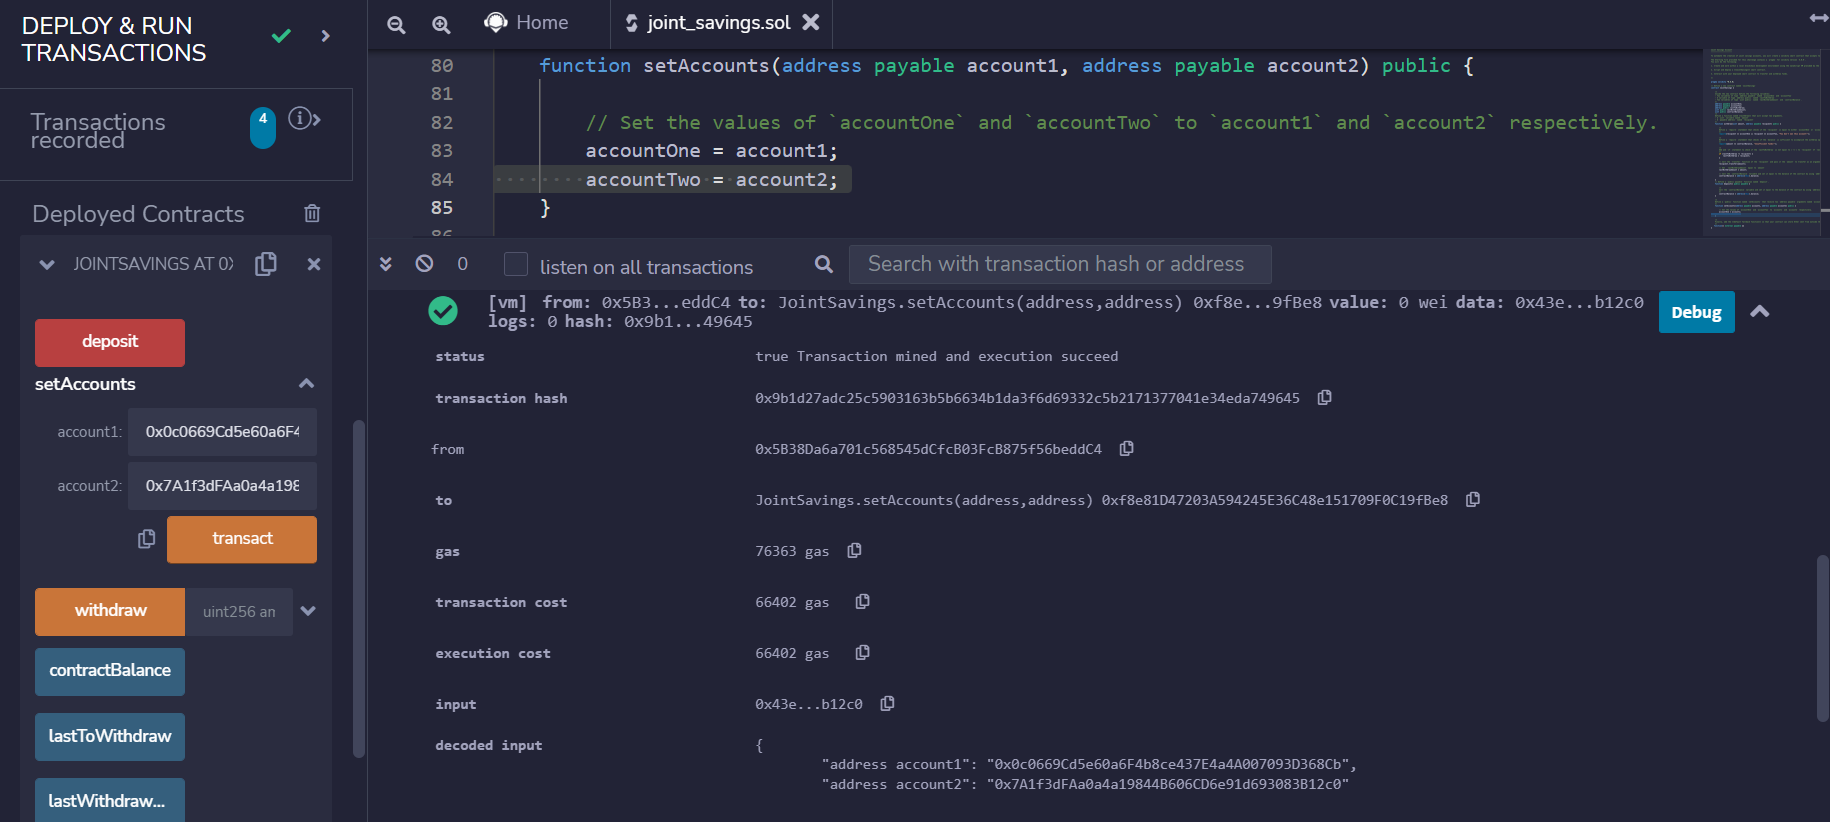 DEPLOY & RUN
TRANSACTIONS
Transactions
recorded
4
i
Deployed Contracts
JOINTSAVINGS AT 0X
deposit
setAccounts
account1:
0x0c0669Cd5e60a6F4
account2:
0x7A1f3dFAa0a4a198
transact
withdraw
uint256 am
contractBalance
lastToWithdraw
lastWithdraw...
Home
joint_savings.sol
80 function setAccounts(address payable account1, address payable account2) public {
81
82 // Set the values of `accountOne` and `accountTwo` to `account1` and `account2` respectively.
83 accountOne = account1;
84 accountTwo = account2;
85 }
86
0
listen on all transactions
Search with transaction hash or address
[vm] from: 0x5B3...eddC4 to: JointSavings.setAccounts(address,address) 0xf8e...9fBe8 value: 0 wei data: 0x43e...b12c0
logs: 0 hash: 0x9b1...49645
Debug
status true Transaction mined and execution succeed
transaction hash 0x9b1d27adc25c5903163b5b6634b1da3f6d69332c5b2171377041e34eda749645
from 0x5B38Da6a701c568545dCfcB03FcB875f56beddC4
to JointSavings.setAccounts(address,address) 0xf8e81D47203A594245E36C48e151709F0C19fBe8
gas 76363 gas
transaction cost 66402 gas
execution cost 66402 gas
input 0x43e...b12c0
decoded input {
"address account1": "0x0c0669Cd5e60a6F4b8ce437E4a4A007093D368Cb",
"address account2": "0x7A1f3dFAa0a4a19844B606CD6e91d693083B12c0"